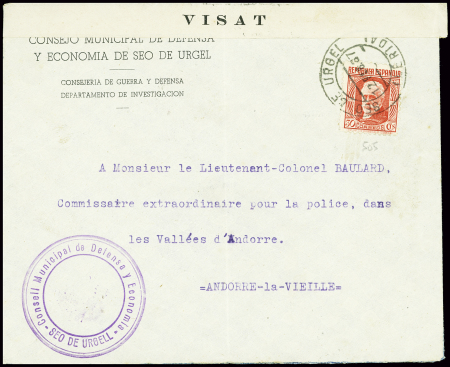 VISAT
CONSEJO MUNICIPAL DE DEFENSA
Y ECONOMIA DE SEO DE URGEL
CONSEJERIA DE GUERRA Y DEFENSA
DEPARTAMENTO DE INVESTIGACION
URGEL
REPUBLICA ESPAÑOLA
CORREOS
505
A Monsieur le Lieutenant-Colonel BAULARD,
Commissaire extraordinaire pour la police, dans
les Vallées d'Andorre.
=ANDORRE-la-VIEILLE=
Consell Municipal de Defensa y Economia
- SEO DE URGELL -